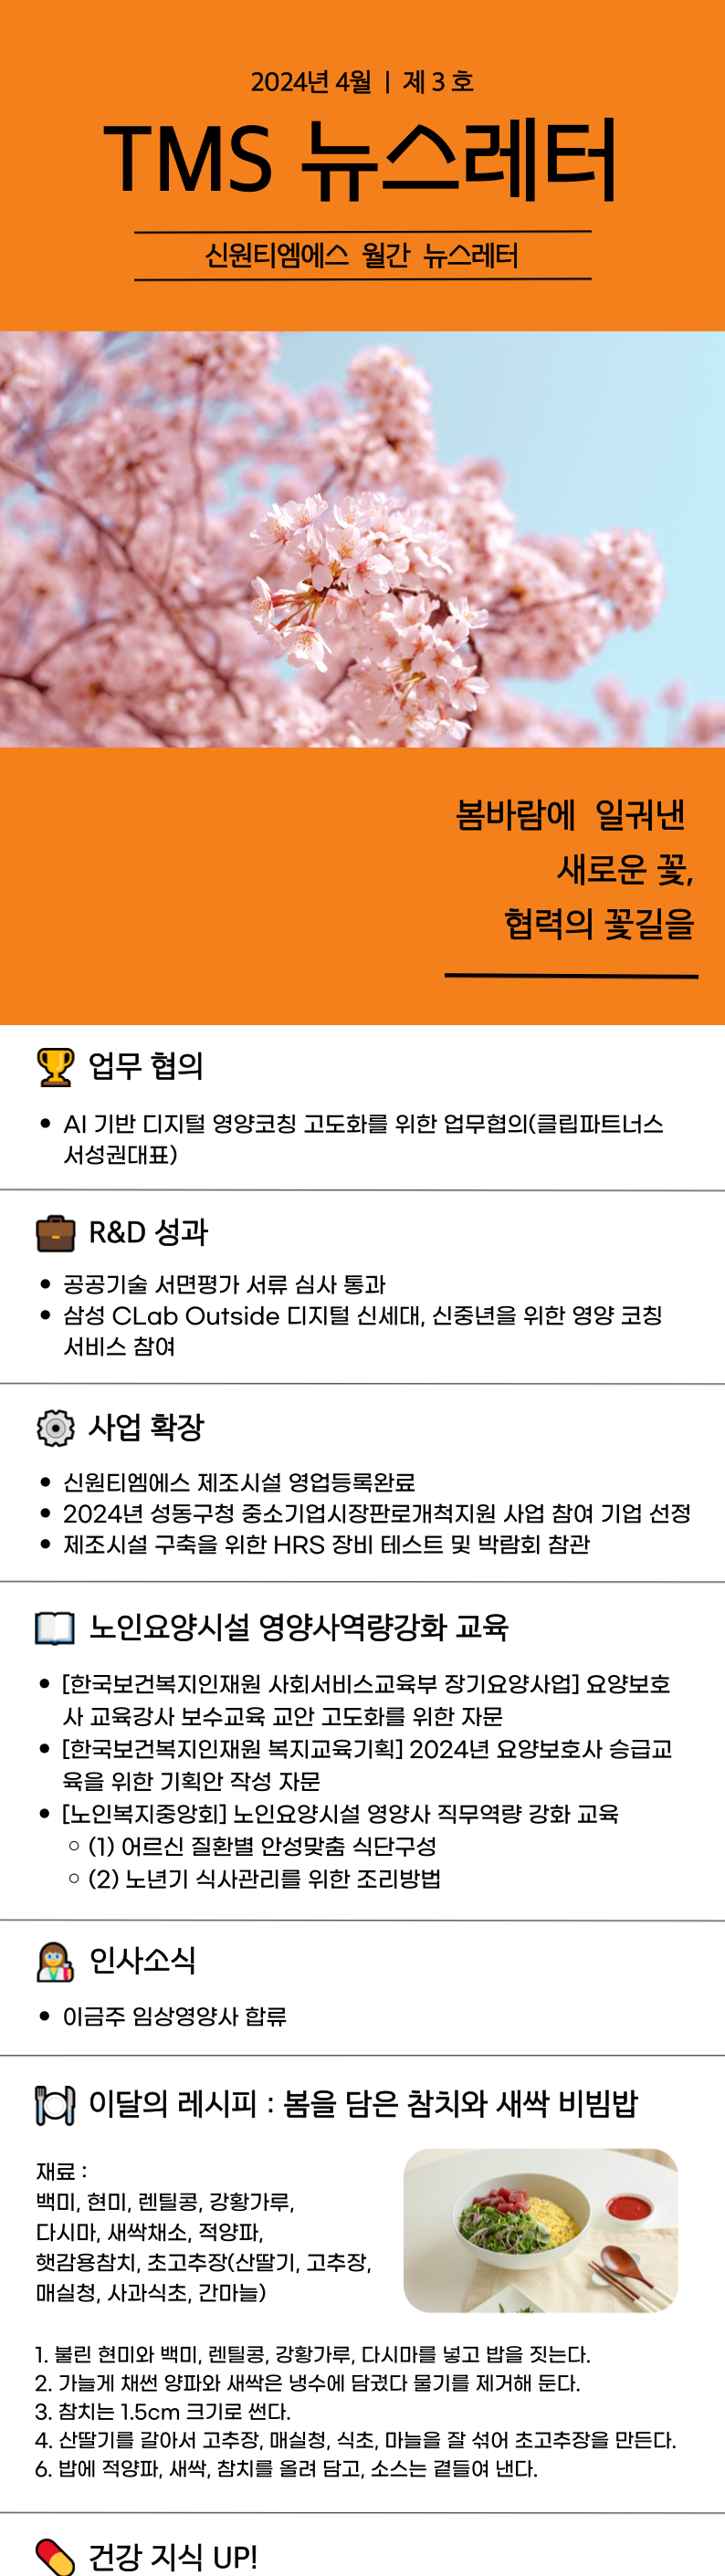 2024년 4월 | 제 3 호
TMS 뉴스레터
신원티엠에스 월간 뉴스레터
봄바람에 일궈낸
새로운 꽃,
협력의 꽃길을
업무 협의
• AI 기반 디지털 영양코칭 고도화를 위한 업무협의(클립파트너스
서성권대표)
R&D 성과
• 공공기술 서면평가 서류 심사 통과
• 삼성 CLab Outside 디지털 신세대, 신중년을 위한 영양 코칭
서비스 참여
사업 확장
• 신원티엠에스 제조시설 영업등록완료
• 2024년 성동구청 중소기업시장판로개척지원 사업 참여 기업 선정
• 제조시설 구축을 위한 HRS 장비 테스트 및 박람회 참관
노인요양시설 영양사역량강화 교육
• [한국보건복지인재원 사회서비스교육부 장기요양사업] 요양보호
사 교육강사 보수교육 교안 고도화를 위한 자문
• [한국보건복지인재원 복지교육기획] 2024년 요양보호사 승급교
육을 위한 기획안 작성 자문
• [노인복지중앙회] 노인요양시설 영양사 직무역량 강화 교육
○ (1) 어르신 질환별 안성맞춤 식단구성
○ (2) 노년기 식사관리를 위한 조리방법
인사소식
• 이금주 임상영양사 합류
이달의 레시피 : 봄을 담은 참치와 새싹 비빔밥
재료 :
백미, 현미, 렌틸콩, 강황가루,
다시마, 새싹채소, 적양파,
햇감용참치, 초고추장(산딸기, 고추장,
매실청, 사과식초, 간마늘)
1. 불린 현미와 백미, 렌틸콩, 강황가루, 다시마를 넣고 밥을 짓는다.
2. 가늘게 채썬 양파와 새싹은 냉수에 담궜다 물기를 제거해 둔다.
3. 참치는 1.5cm 크기로 썬다.
4. 산딸기를 갈아서 고추장, 매실청, 식초, 마늘을 잘 섞어 초고추장을 만든다.
6. 밥에 적양파, 새싹, 참치를 올려 담고, 소스는 곁들여 낸다.
건강 지식 UP!